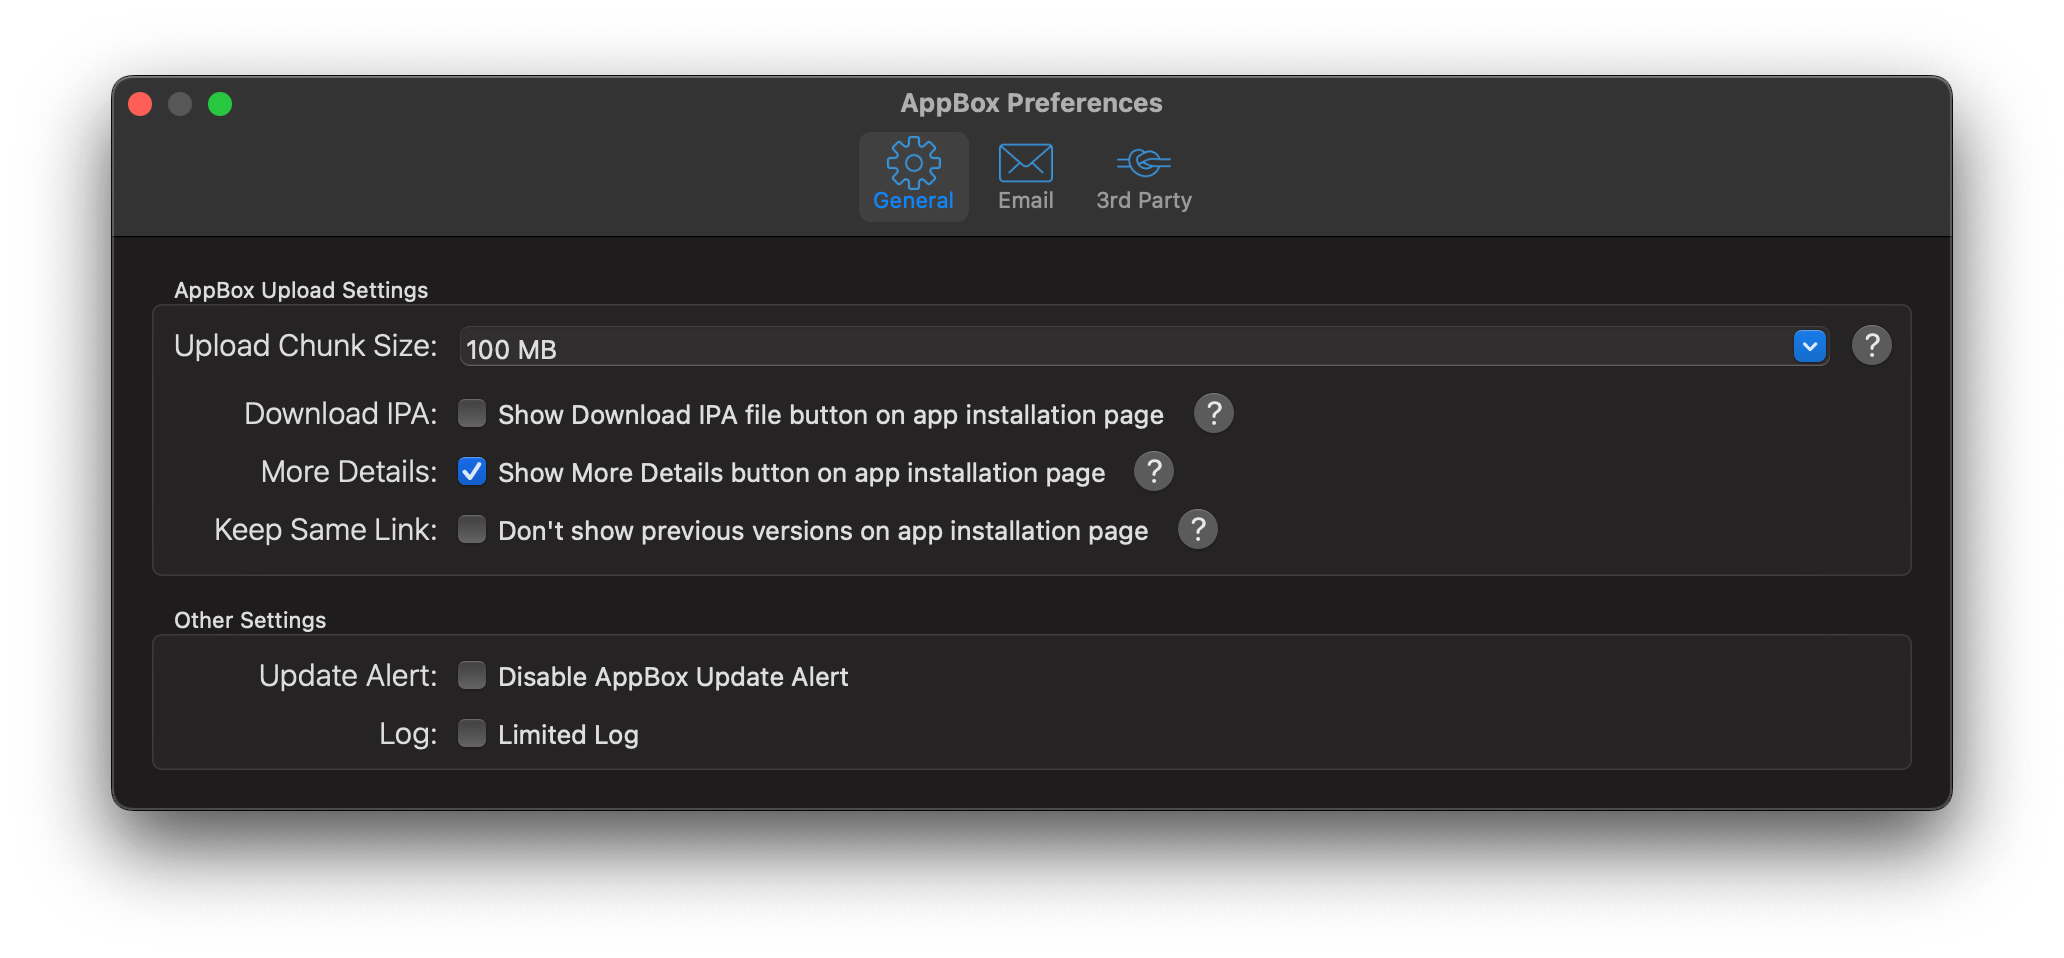 AppBox Preferences
General Email 3rd Party
AppBox Upload Settings
Upload Chunk Size: 100 MB ?
Download IPA: Show Download IPA file button on app installation page ?
More Details: Show More Details button on app installation page ?
Keep Same Link: Don't show previous versions on app installation page ?
Other Settings
Update Alert: Disable AppBox Update Alert
Log: Limited Log